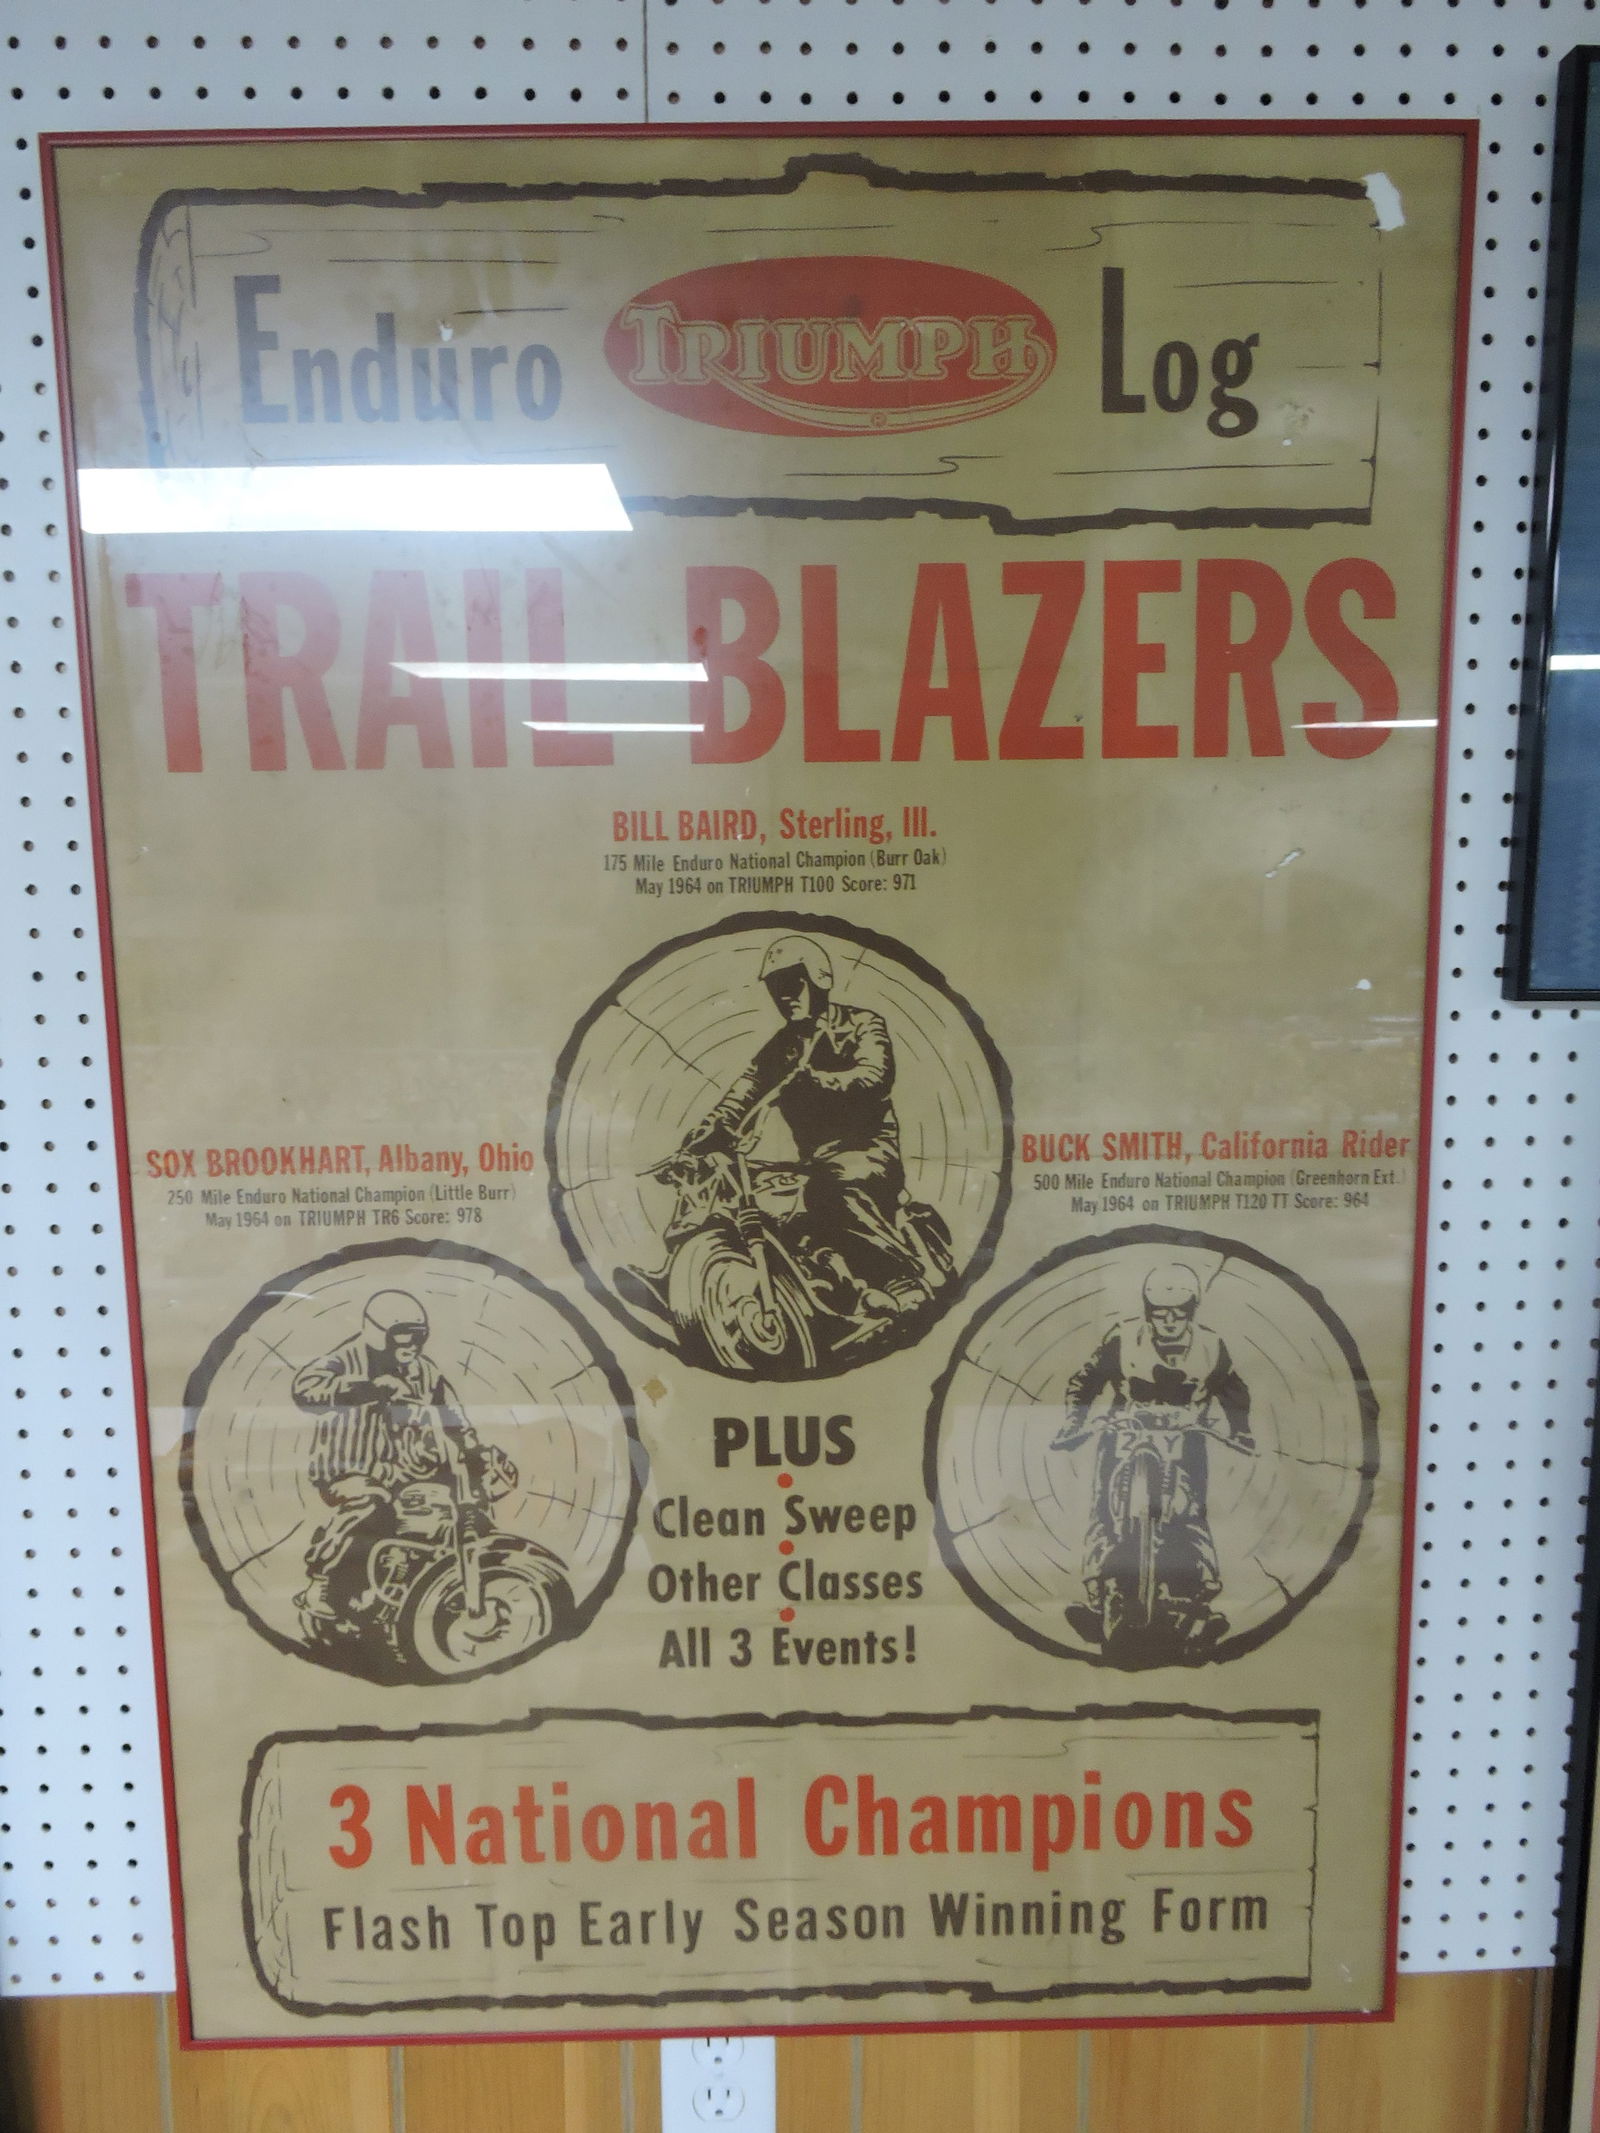 Enduro TRIUMPH Log
TRAIL BLAZERS
BILL BAIRD, Sterling, Ill.
175 Mile Enduro National Champion (Burr Oak)
May 1964 on TRIUMPH T100 Score: 971
SOX BROOKHART, Albany, Ohio
250 Mile Enduro National Champion (Little Burr)
May 1964 on TRIUMPH TR6 Score: 978
BUCK SMITH, California Rider
500 Mile Enduro National Champion (Greenhorn Ext.)
May 1964 on TRIUMPH T120 TT Score: 964
2 Y
PLUS
Clean Sweep
Other Classes
All 3 Events!
3 National Champions
Flash Top Early Season Winning Form